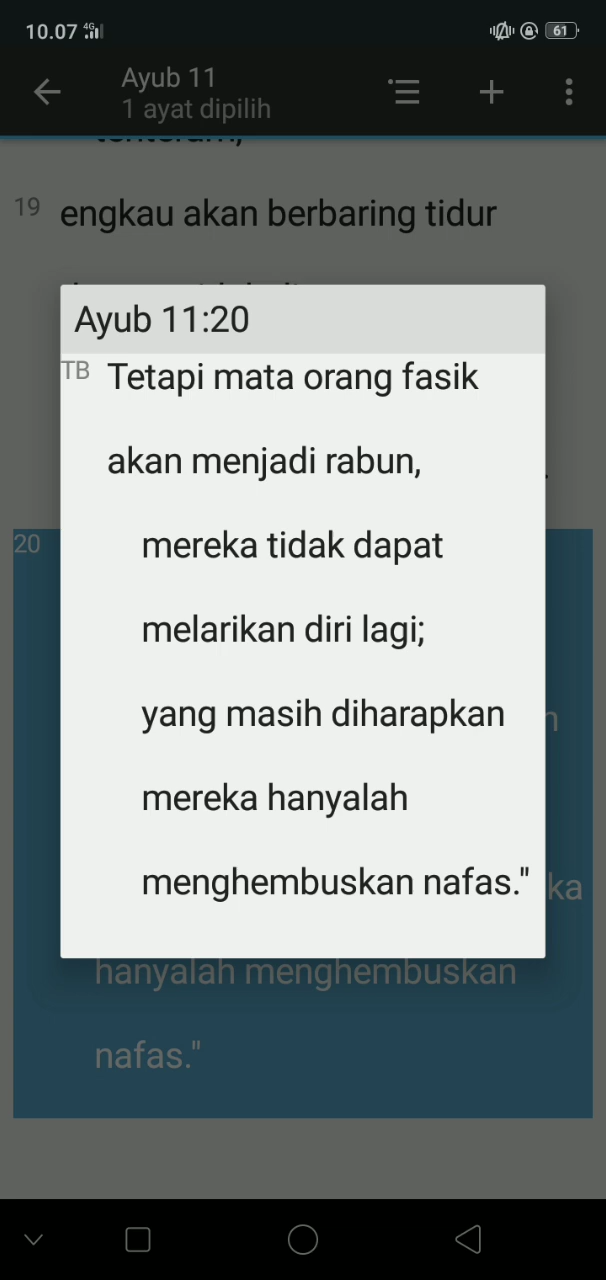 10.07 4G 61
Ayub 11
1 ayat dipilih
19 engkau akan berbaring tidur
Ayub 11:20
TB Tetapi mata orang fasik
akan menjadi rabun,
mereka tidak dapat
melarikan diri lagi;
yang masih diharapkan
mereka hanyalah
menghembuskan nafas."
20
hanyalah menghembuskan
nafas."